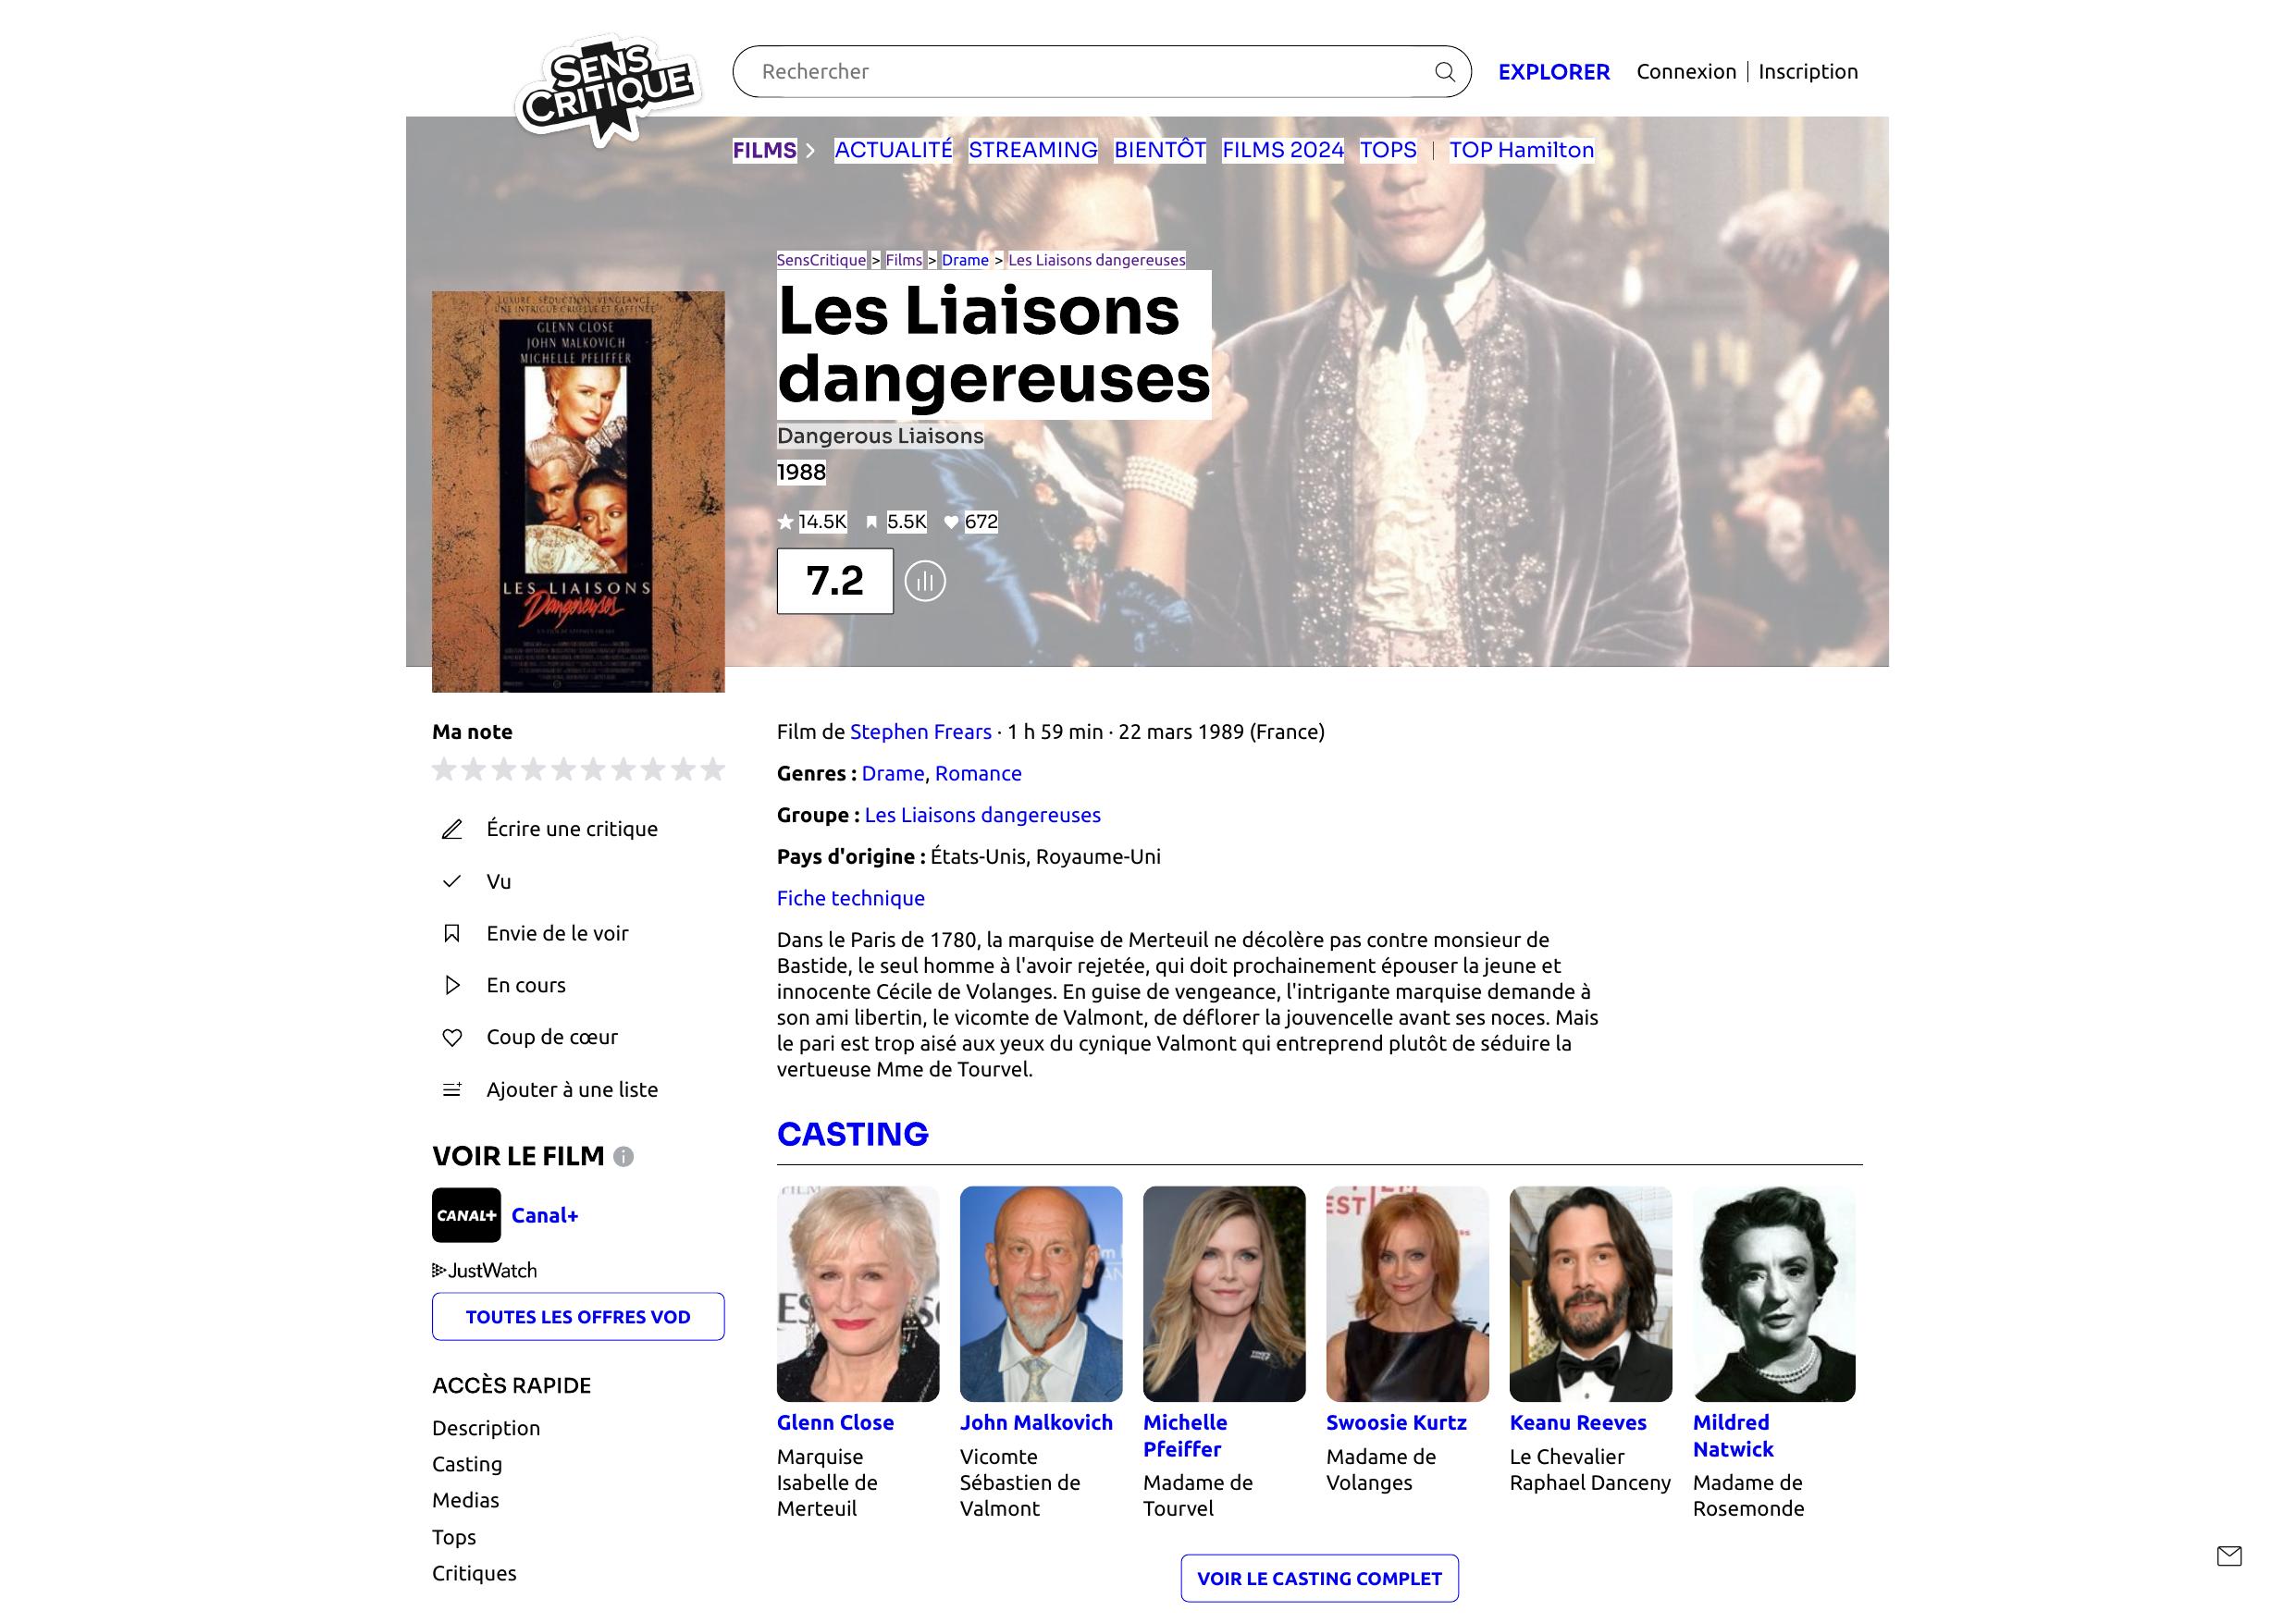 SENS
CRITIQUE
Rechercher
EXPLORER
Connexion | Inscription
FILMS
ACTUALITÉ
STREAMING
BIENTÔT
FILMS 2024
TOPS
|
TOP Hamilton
SensCritique > Films > Drame > Les Liaisons dangereuses
Les Liaisons
dangereuses
Dangerous Liaisons
1988
14.5K
5.5K
672
7.2
LUXURE. SÉDUCTION. VENGEANCE.
UNE INTRIGUE CRUELLE ET RAFFINÉE
GLENN CLOSE
JOHN MALKOVICH
MICHELLE PFEIFFER
LES LIAISONS
Dangereuses
UN FILM DE STEPHEN FREARS
Ma note
Écrire une critique
Vu
Envie de le voir
En cours
Coup de cœur
Ajouter à une liste
VOIR LE FILM
CANAL+
Canal+
JustWatch
TOUTES LES OFFRES VOD
ACCÈS RAPIDE
Description
Casting
Medias
Tops
Critiques
Film de Stephen Frears · 1 h 59 min · 22 mars 1989 (France)
Genres : Drame, Romance
Groupe : Les Liaisons dangereuses
Pays d'origine : États-Unis, Royaume-Uni
Fiche technique
Dans le Paris de 1780, la marquise de Merteuil ne décolère pas contre monsieur de
Bastide, le seul homme à l'avoir rejetée, qui doit prochainement épouser la jeune et
innocente Cécile de Volanges. En guise de vengeance, l'intrigante marquise demande à
son ami libertin, le vicomte de Valmont, de déflorer la jouvencelle avant ses noces. Mais
le pari est trop aisé aux yeux du cynique Valmont qui entreprend plutôt de séduire la
vertueuse Mme de Tourvel.
CASTING
Glenn Close
Marquise
Isabelle de
Merteuil
John Malkovich
Vicomte
Sébastien de
Valmont
Michelle
Pfeiffer
Madame de
Tourvel
Swoosie Kurtz
Madame de
Volanges
Keanu Reeves
Le Chevalier
Raphael Danceny
Mildred
Natwick
Madame de
Rosemonde
VOIR LE CASTING COMPLET